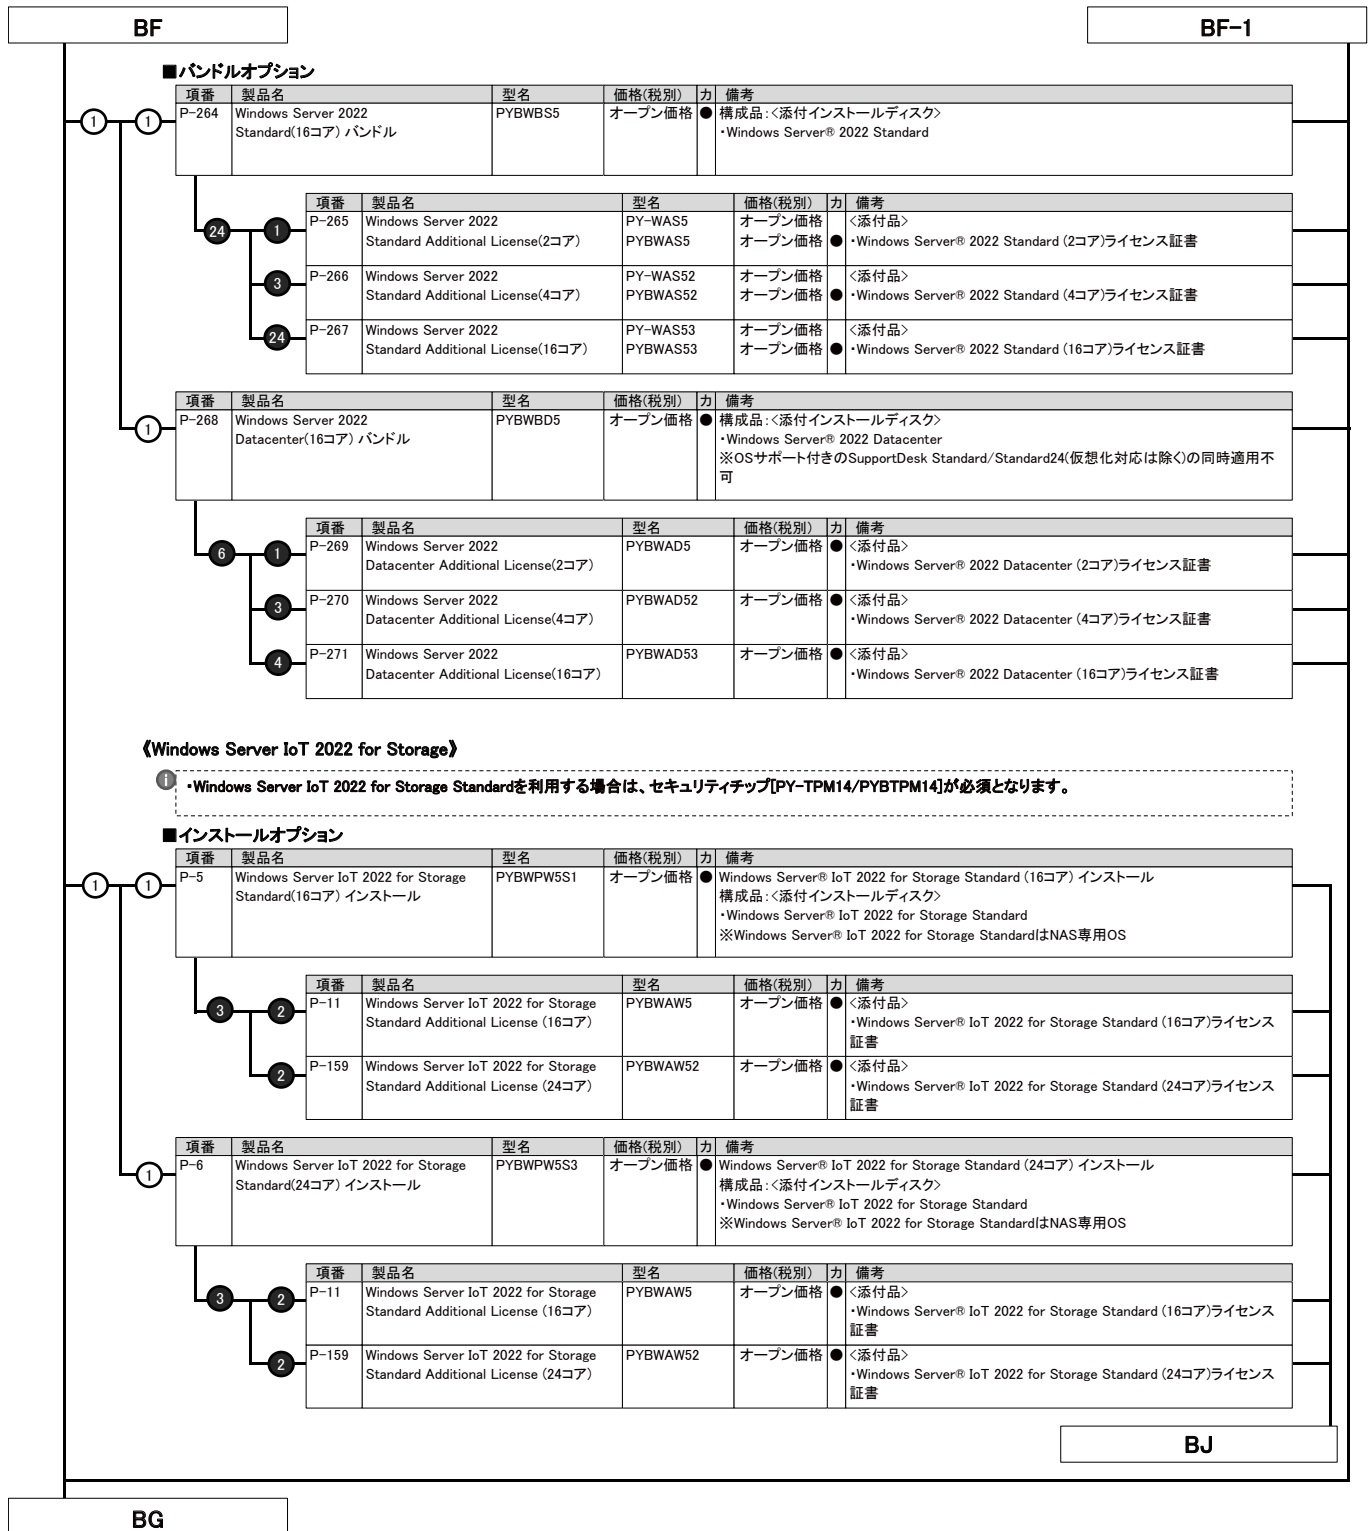 BF
BF-1
■バンドルオプション
項番 製品名 型名 価格(税別) カ 備考
1 1 P-264 Windows Server 2022 PYBWBS5 オープン価格 ● 構成品:<添付インストールディスク>
Standard(16コア) バンドル ・Windows Server® 2022 Standard
項番 製品名 型名 価格(税別) カ 備考
24 1 P-265 Windows Server 2022 PY-WAS5 オープン価格 <添付品>
Standard Additional License(2コア) PYBWAS5 オープン価格 ● ・Windows Server® 2022 Standard (2コア)ライセンス証書
3 P-266 Windows Server 2022 PY-WAS52 オープン価格 <添付品>
Standard Additional License(4コア) PYBWAS52 オープン価格 ● ・Windows Server® 2022 Standard (4コア)ライセンス証書
24 P-267 Windows Server 2022 PY-WAS53 オープン価格 <添付品>
Standard Additional License(16コア) PYBWAS53 オープン価格 ● ・Windows Server® 2022 Standard (16コア)ライセンス証書
項番 製品名 型名 価格(税別) カ 備考
1 P-268 Windows Server 2022 PYBWBD5 オープン価格 ● 構成品:<添付インストールディスク>
Datacenter(16コア) バンドル ・Windows Server® 2022 Datacenter
※OSサポート付きのSupportDesk Standard/Standard24(仮想化対応は除く)の同時適用不
可
項番 製品名 型名 価格(税別) カ 備考
6 1 P-269 Windows Server 2022 PYBWAD5 オープン価格 ● <添付品>
Datacenter Additional License(2コア) ・Windows Server® 2022 Datacenter (2コア)ライセンス証書
3 P-270 Windows Server 2022 PYBWAD52 オープン価格 ● <添付品>
Datacenter Additional License(4コア) ・Windows Server® 2022 Datacenter (4コア)ライセンス証書
4 P-271 Windows Server 2022 PYBWAD53 オープン価格 ● <添付品>
Datacenter Additional License(16コア) ・Windows Server® 2022 Datacenter (16コア)ライセンス証書
《Windows Server IoT 2022 for Storage》
i ・Windows Server IoT 2022 for Storage Standardを利用する場合は、セキュリティチップ[PY-TPM14/PYBTPM14]が必須となります。
■インストールオプション
項番 製品名 型名 価格(税別) カ 備考
1 1 P-5 Windows Server IoT 2022 for Storage PYBWPW5S1 オープン価格 ● Windows Server® IoT 2022 for Storage Standard (16コア) インストール
Standard(16コア) インストール 構成品:<添付インストールディスク>
・Windows Server® IoT 2022 for Storage Standard
※Windows Server® IoT 2022 for Storage StandardはNAS専用OS
項番 製品名 型名 価格(税別) カ 備考
3 2 P-11 Windows Server IoT 2022 for Storage PYBWAW5 オープン価格 ● <添付品>
Standard Additional License (16コア) ・Windows Server® IoT 2022 for Storage Standard (16コア)ライセンス
証書
2 P-159 Windows Server IoT 2022 for Storage PYBWAW52 オープン価格 ● <添付品>
Standard Additional License (24コア) ・Windows Server® IoT 2022 for Storage Standard (24コア)ライセンス
証書
項番 製品名 型名 価格(税別) カ 備考
1 P-6 Windows Server IoT 2022 for Storage PYBWPW5S3 オープン価格 ● Windows Server® IoT 2022 for Storage Standard (24コア) インストール
Standard(24コア) インストール 構成品:<添付インストールディスク>
・Windows Server® IoT 2022 for Storage Standard
※Windows Server® IoT 2022 for Storage StandardはNAS専用OS
項番 製品名 型名 価格(税別) カ 備考
3 2 P-11 Windows Server IoT 2022 for Storage PYBWAW5 オープン価格 ● <添付品>
Standard Additional License (16コア) ・Windows Server® IoT 2022 for Storage Standard (16コア)ライセンス
証書
2 P-159 Windows Server IoT 2022 for Storage PYBWAW52 オープン価格 ● <添付品>
Standard Additional License (24コア) ・Windows Server® IoT 2022 for Storage Standard (24コア)ライセンス
証書
BJ
BG